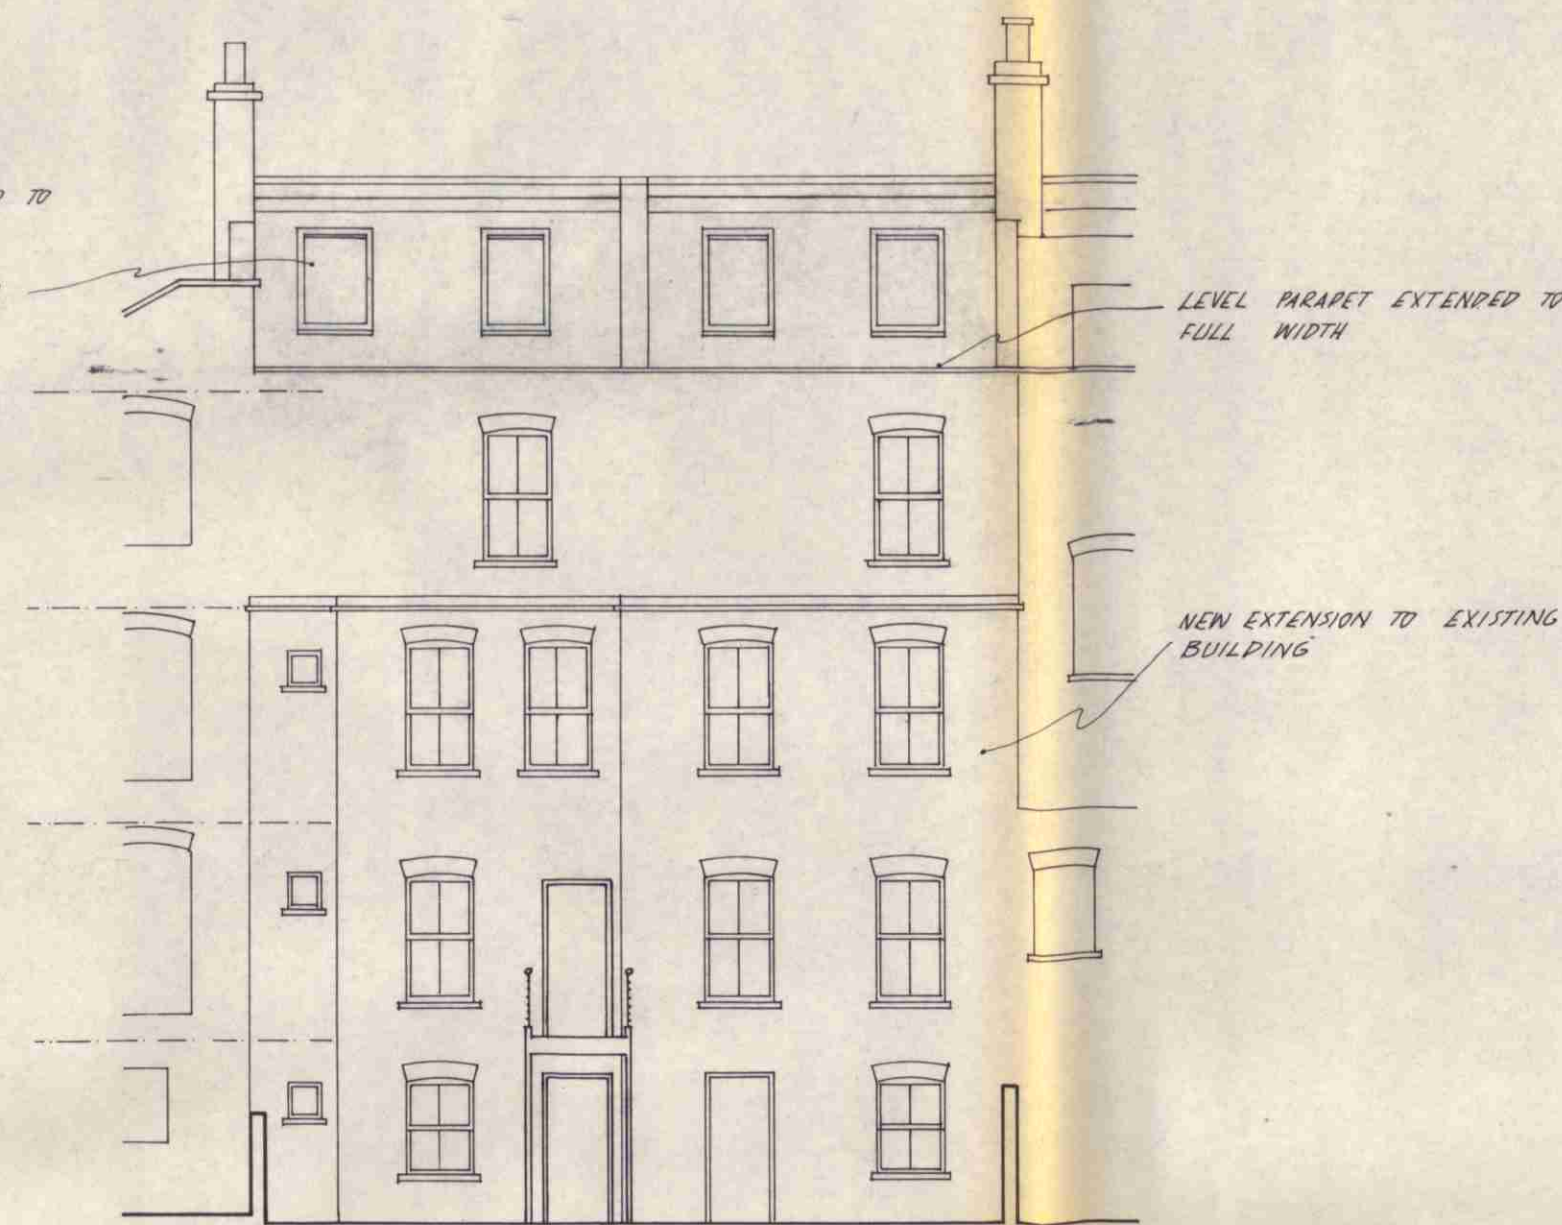 TO
LEVEL PARAPET EXTENDED TO
FULL WIDTH
NEW EXTENSION TO EXISTING
BUILDING